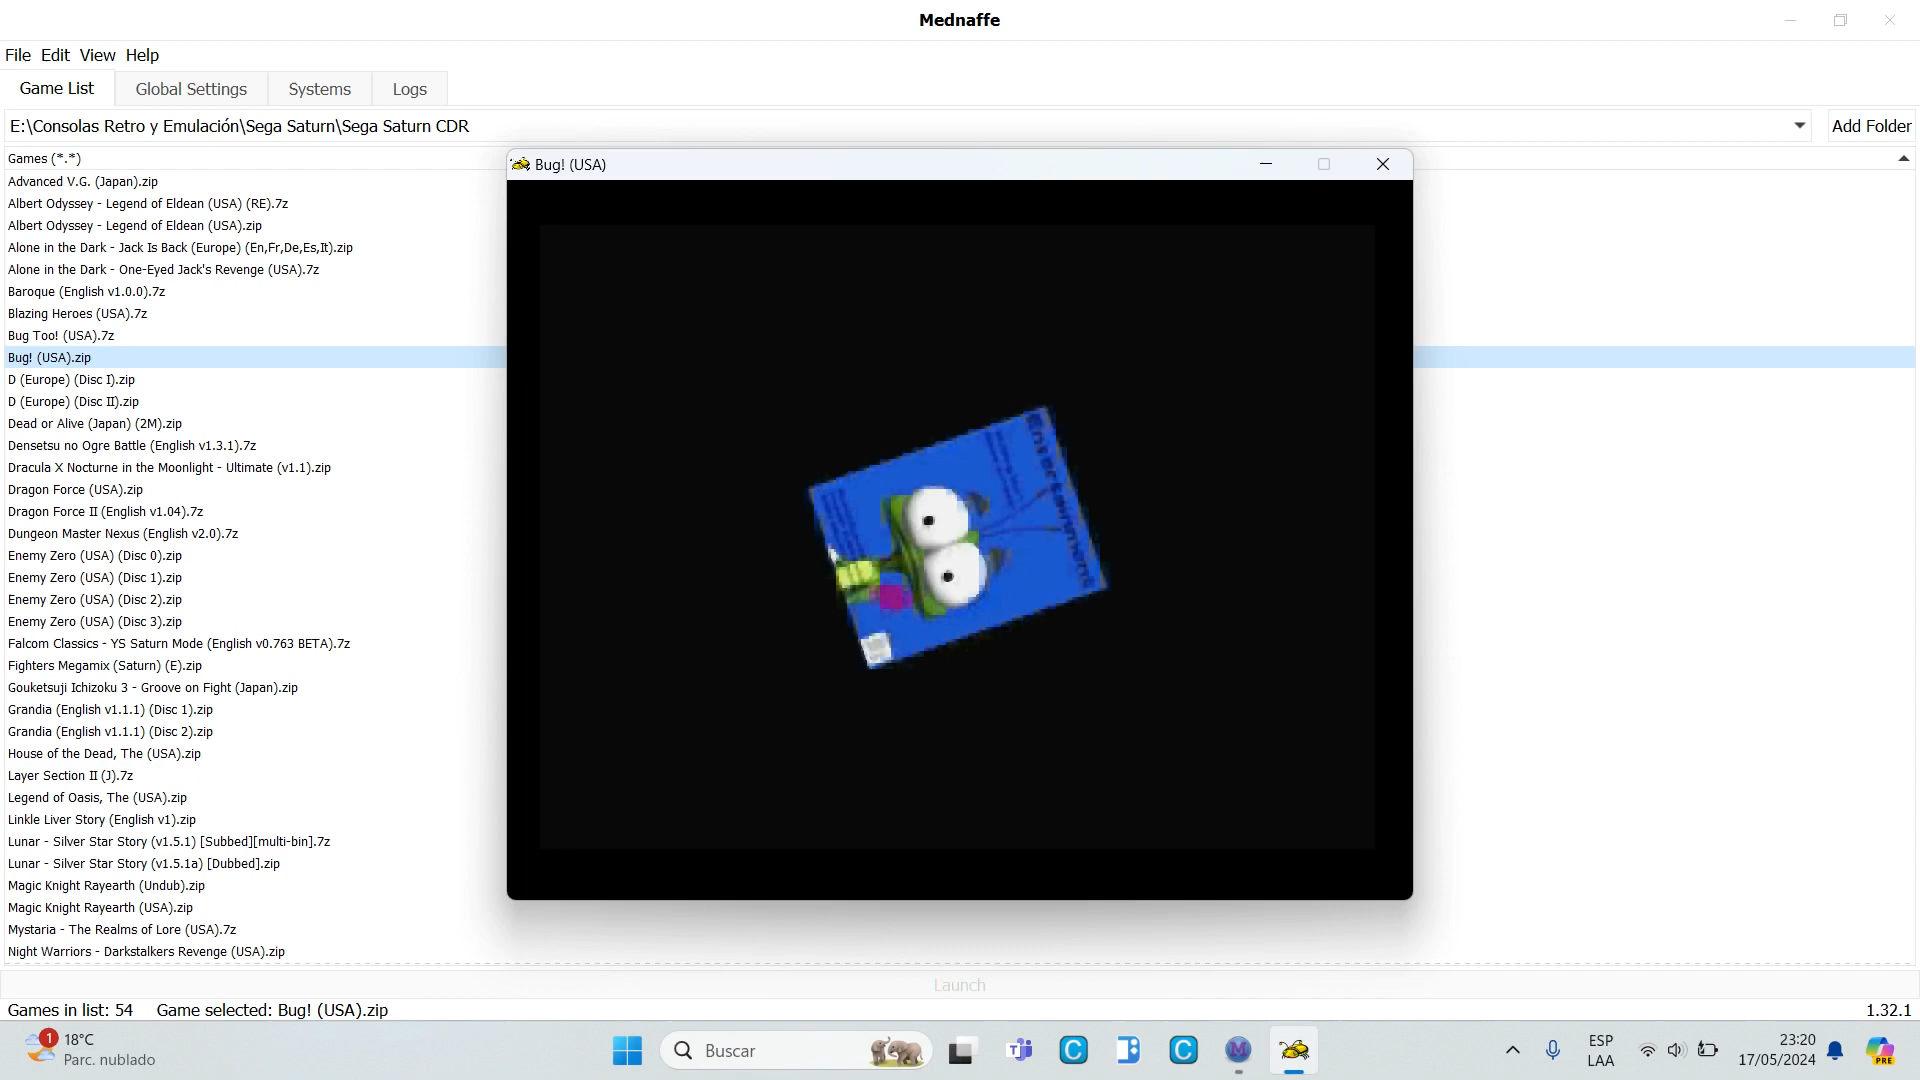 Mednaffe
File Edit View Help
Game List
Global Settings
Systems
Logs
E:\Consolas Retro y Emulación\Sega Saturn\Sega Saturn CDR
Add Folder
Games (*.*)
Advanced V.G. (Japan).zip
Albert Odyssey - Legend of Eldean (USA) (RE).7z
Albert Odyssey - Legend of Eldean (USA).zip
Alone in the Dark - Jack Is Back (Europe) (En,Fr,De,Es,It).zip
Alone in the Dark - One-Eyed Jack's Revenge (USA).7z
Baroque (English v1.0.0).7z
Blazing Heroes (USA).7z
Bug Too! (USA).7z
Bug! (USA).zip
D (Europe) (Disc I).zip
D (Europe) (Disc II).zip
Dead or Alive (Japan) (2M).zip
Densetsu no Ogre Battle (English v1.3.1).7z
Dracula X Nocturne in the Moonlight - Ultimate (v1.1).zip
Dragon Force (USA).zip
Dragon Force II (English v1.04).7z
Dungeon Master Nexus (English v2.0).7z
Enemy Zero (USA) (Disc 0).zip
Enemy Zero (USA) (Disc 1).zip
Enemy Zero (USA) (Disc 2).zip
Enemy Zero (USA) (Disc 3).zip
Falcom Classics - YS Saturn Mode (English v0.763 BETA).7z
Fighters Megamix (Saturn) (E).zip
Gouketsuji Ichizoku 3 - Groove on Fight (Japan).zip
Grandia (English v1.1.1) (Disc 1).zip
Grandia (English v1.1.1) (Disc 2).zip
House of the Dead, The (USA).zip
Layer Section II (J).7z
Legend of Oasis, The (USA).zip
Linkle Liver Story (English v1).zip
Lunar - Silver Star Story (v1.5.1) [Subbed][multi-bin].7z
Lunar - Silver Star Story (v1.5.1a) [Dubbed].zip
Magic Knight Rayearth (Undub).zip
Magic Knight Rayearth (USA).zip
Mystaria - The Realms of Lore (USA).7z
Night Warriors - Darkstalkers Revenge (USA).zip
Bug! (USA)
Entertainment
Launch
Games in list: 54
Game selected: Bug! (USA).zip
1.32.1
1
18°C
Parc. nublado
Buscar
ESP
LAA
23:20
17/05/2024
PRE